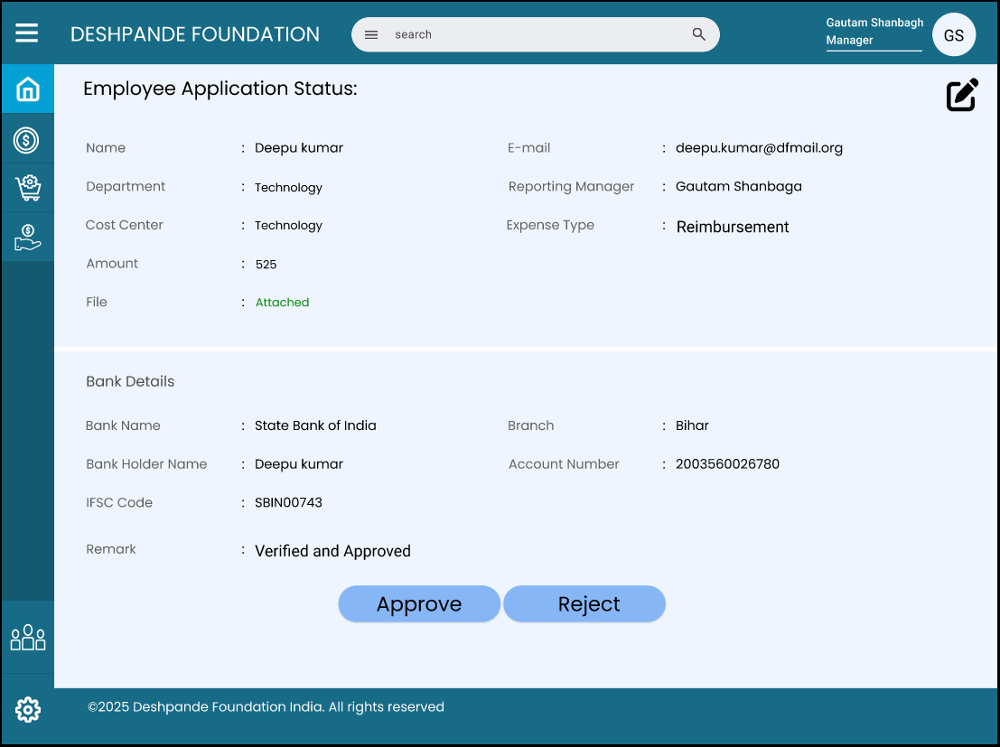 DESHPANDE FOUNDATION
search
Gautam Shanbagh
Manager
GS
Employee Application Status:
Name : Deepu kumar E-mail : deepu.kumar@dfmail.org
Department : Technology Reporting Manager : Gautam Shanbaga
Cost Center : Technology Expense Type : Reimbursement
Amount : 525
File : Attached
Bank Details
Bank Name : State Bank of India Branch : Bihar
Bank Holder Name : Deepu kumar Account Number : 2003560026780
IFSC Code : SBIN00743
Remark : Verified and Approved
Approve Reject
©2025 Deshpande Foundation India. All rights reserved